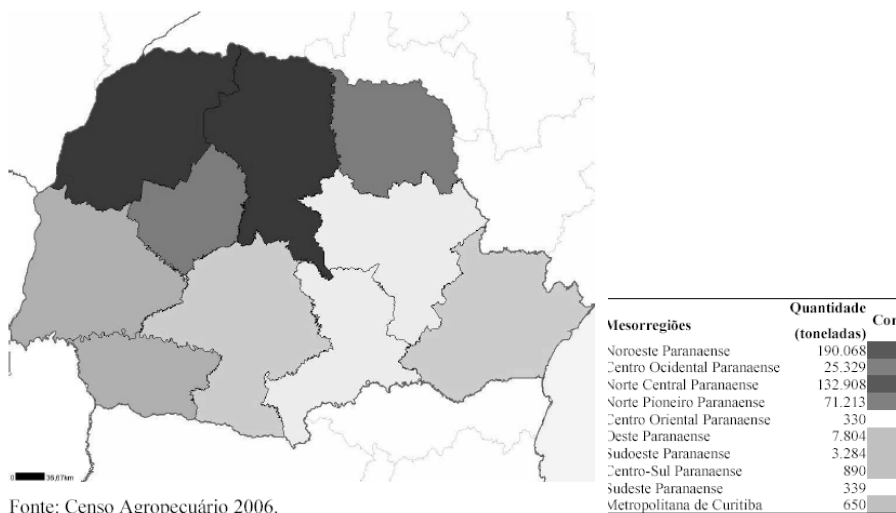 Quantidade
Mesorregiões (toneladas) Cor
Noroeste Paranaense 190.068
Centro Ocidental Paranaense 25.329
Norte Central Paranaense 132.908
Norte Pioneiro Paranaense 71.213
Centro Oriental Paranaense 330
Oeste Paranaense 7.804
Sudoeste Paranaense 3.284
Centro-Sul Paranaense 890
Sudeste Paranaense 339
Metropolitana de Curitiba 650
0
Fonte: Censo Agropecuário 2006.